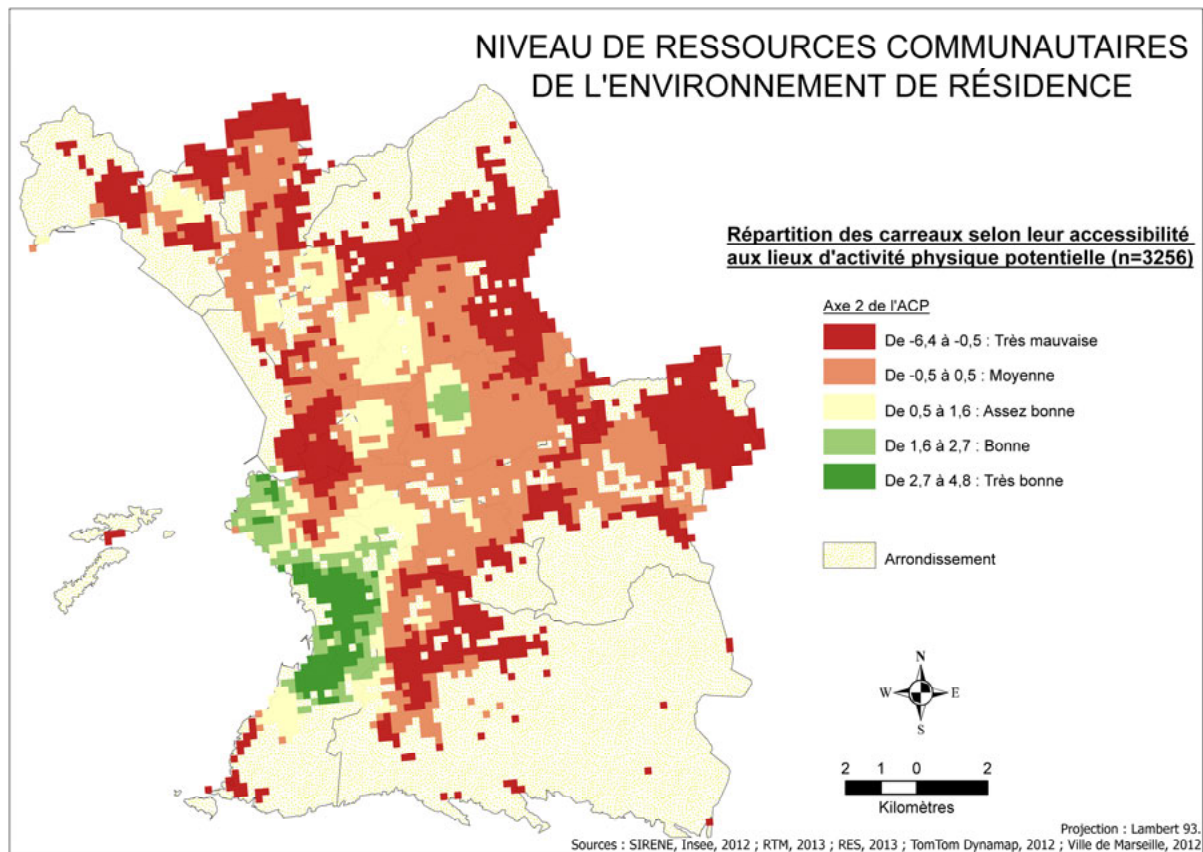 NIVEAU DE RESSOURCES COMMUNAUTAIRES
DE L'ENVIRONNEMENT DE RÉSIDENCE
Répartition des carreaux selon leur accessibilité
aux lieux d'activité physique potentielle (n=3256)
Axe 2 de l'ACP
De -6,4 à -0,5 : Très mauvaise
De -0,5 à 0,5 : Moyenne
De 0,5 à 1,6 : Assez bonne
De 1,6 à 2,7 : Bonne
De 2,7 à 4,8 : Très bonne
Arrondissement
N
W E
S
2 1 0 2
Kilomètres
Projection : Lambert 93.
Sources : SIRENE, Insee, 2012 ; RTM, 2013 ; RES, 2013 ; TomTom Dynamap, 2012 ; Ville de Marseille, 2012